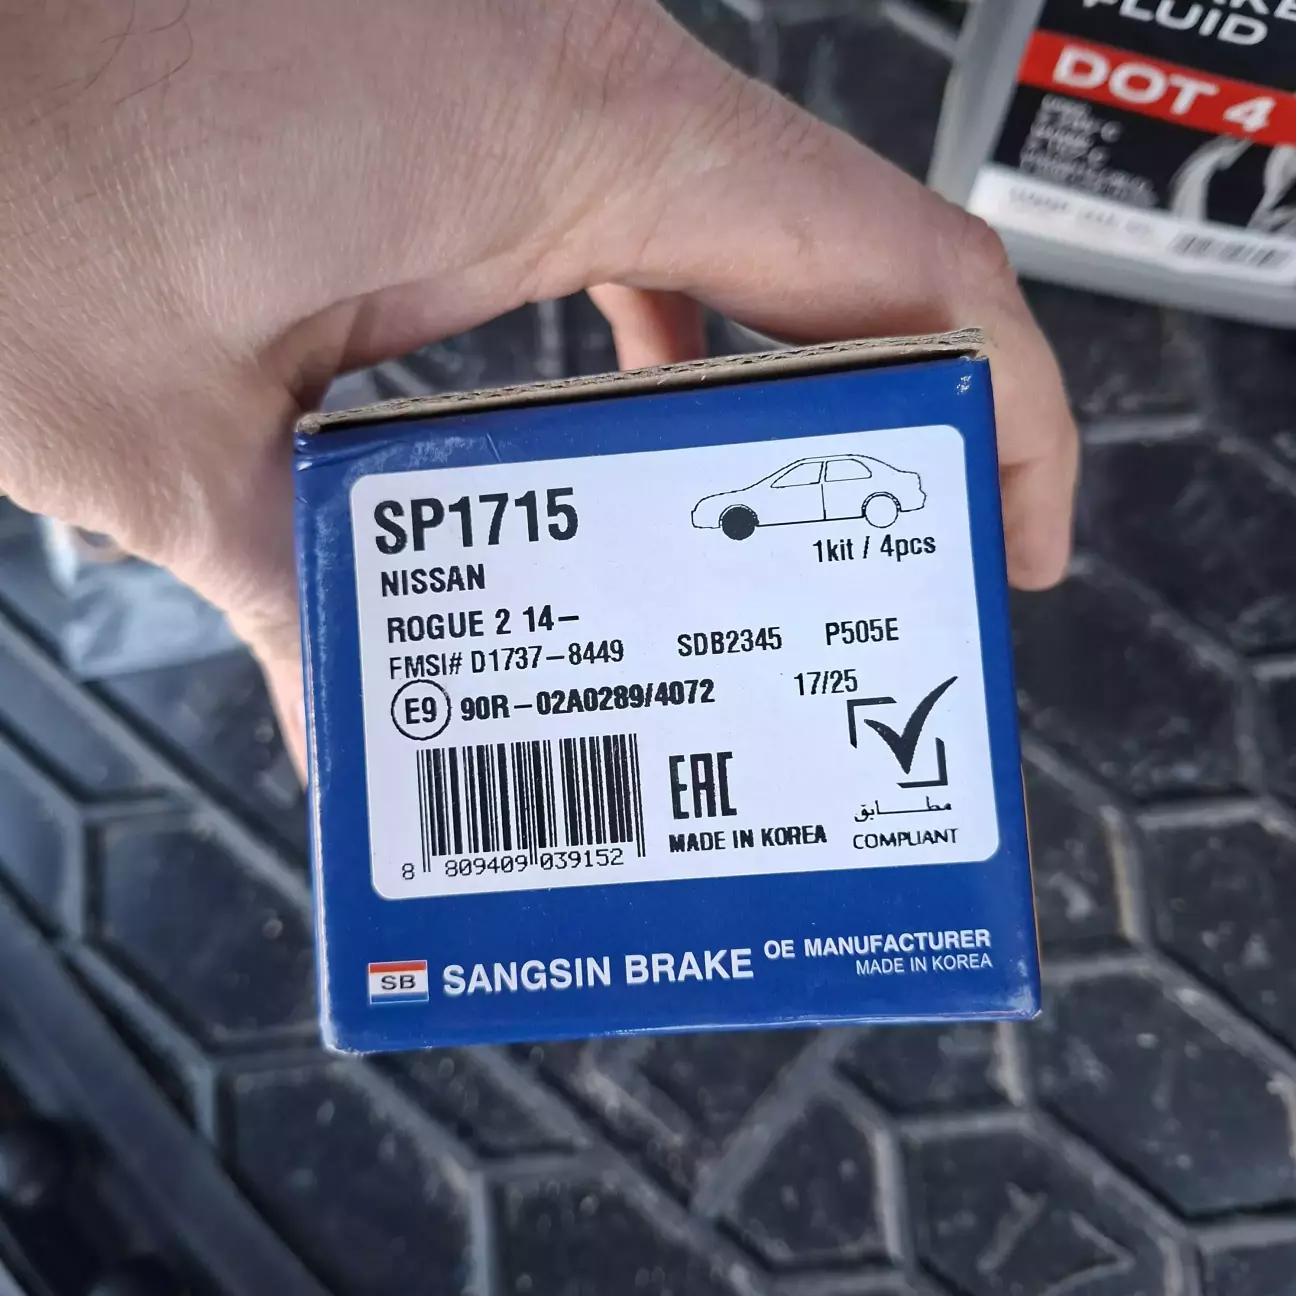 FLUID
DOT 4
SP1715
1kit / 4pcs
NISSAN
ROGUE 2 14-
FMSI# D1737-8449 SDB2345 P505E
E9 90R-02A0289/4072 17/25
EAC
MADE IN KOREA
مطابق
COMPLIANT
8 809409 039152
SB SANGSIN BRAKE OE MANUFACTURER
MADE IN KOREA